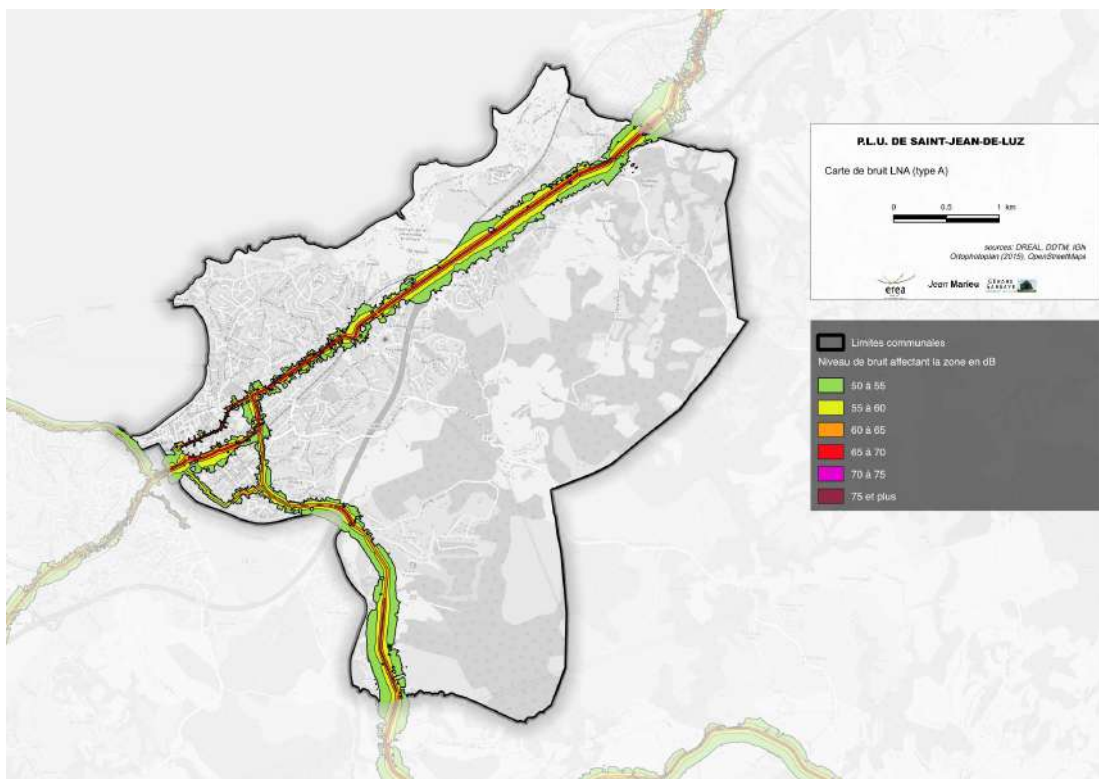 P.L.U. DE SAINT-JEAN-DE-LUZ
Carte de bruit LNA (type A)
0 0.5 1 km
sources: DREAL, DDTM, IGN
Ortophotoplan (2015), OpenStreetMaps
erea Jean Marieu
Limites communales
Niveau de bruit affectant la zone en dB
50 à 55
55 à 60
60 à 65
65 à 70
70 à 75
75 et plus